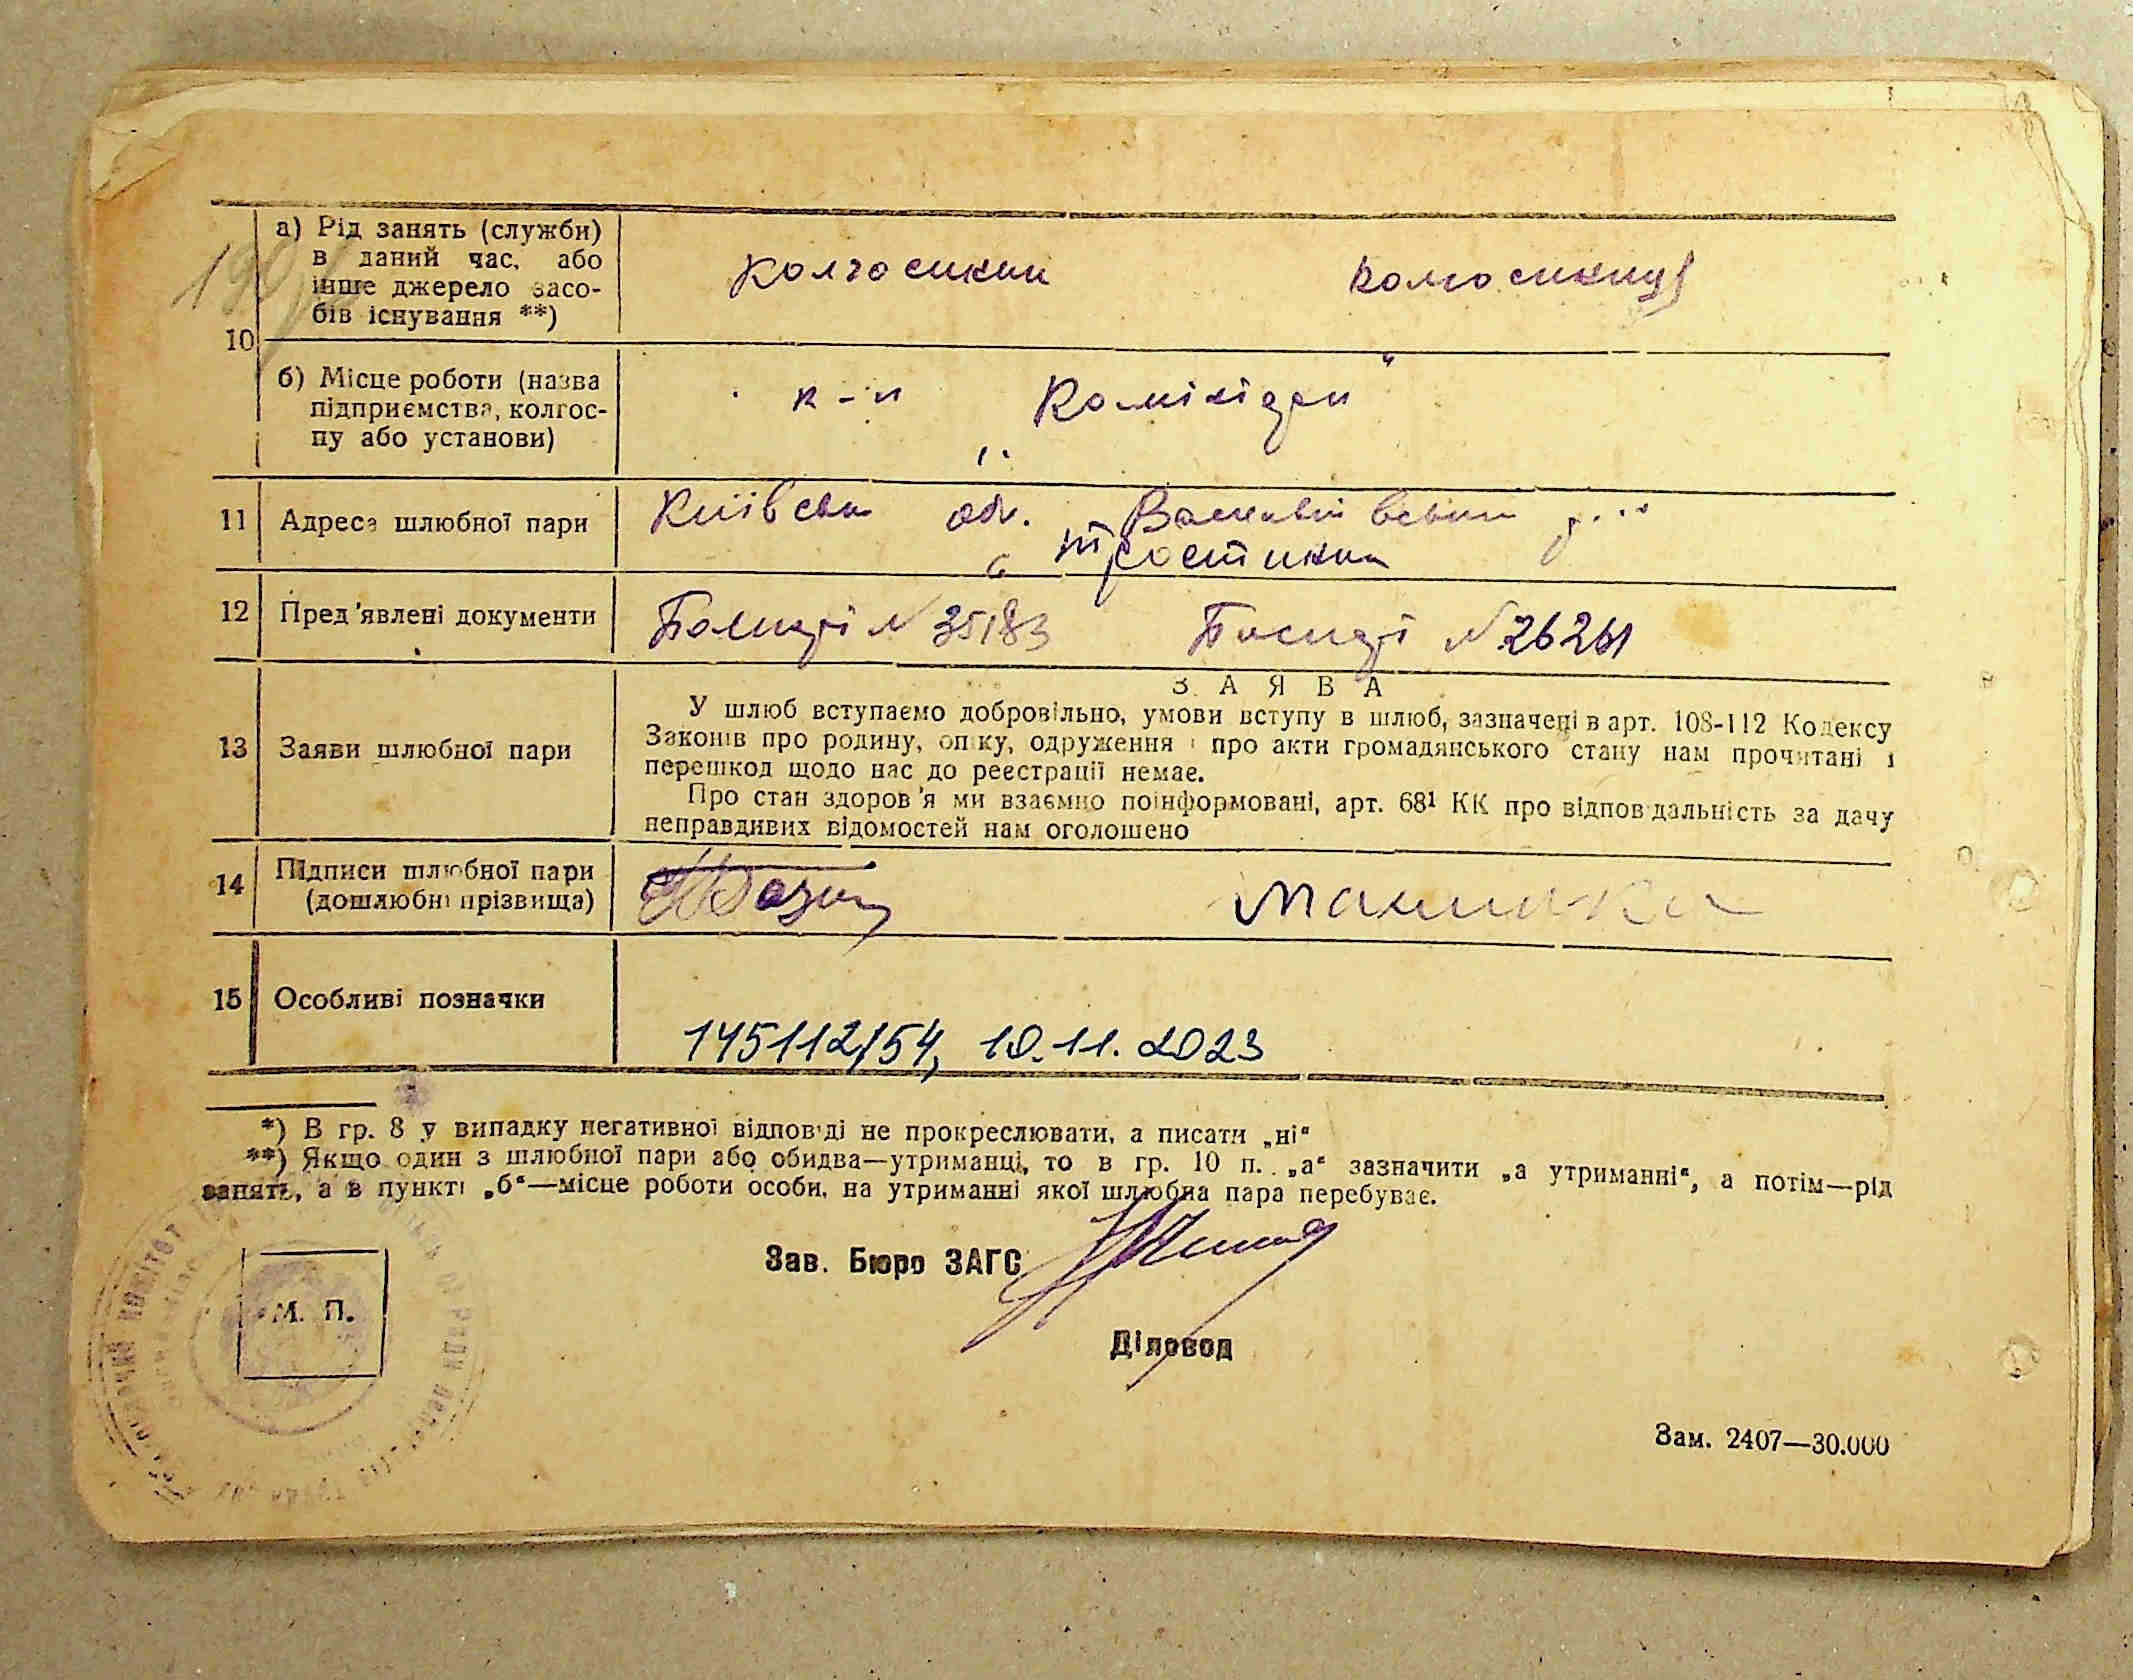 190
10
а) Рід занять (служби)
в даний час, або
інше джерело засо-
бів існування **)
колгоспник колгоспниця
б) Місце роботи (назва
підприємства, колгос-
пу або установи)
к-п „Комінтерн“
11 Адреса шлюбної пари
Київська обл. Васильківський р...
с Тростинка
12 Пред'явлені документи
№ 35183 № 26261
З А Я В А
13 Заяви шлюбної пари
У шлюб вступаємо добровільно, умови вступу в шлюб, зазначені в арт. 108-112 Кодексу
Законів про родину, опіку, одруження і про акти громадянського стану нам прочитані і
перешкод щодо нас до реєстрації немає.
Про стан здоров'я ми взаємно поінформовані, арт. 68¹ КК про відповідальність за дачу
неправдивих відомостей нам оголошено
14 Підписи шлюбної пари
(дошлюбні прізвища)
15 Особливі позначки
145112/54, 10.11.2023
*) В гр. 8 у випадку негативної відповіді не прокреслювати, а писати „ні“
**) Якщо один з шлюбної пари або обидва—утриманці, то в гр. 10 п. „а“ зазначити „а утриманні“, а потім—рід
занять, а в пункті „б“—місце роботи особи, на утриманні якої шлюбна пара перебуває.
Зав. Бюро ЗАГС
М. П.
Діловод
Зам. 2407—30.000